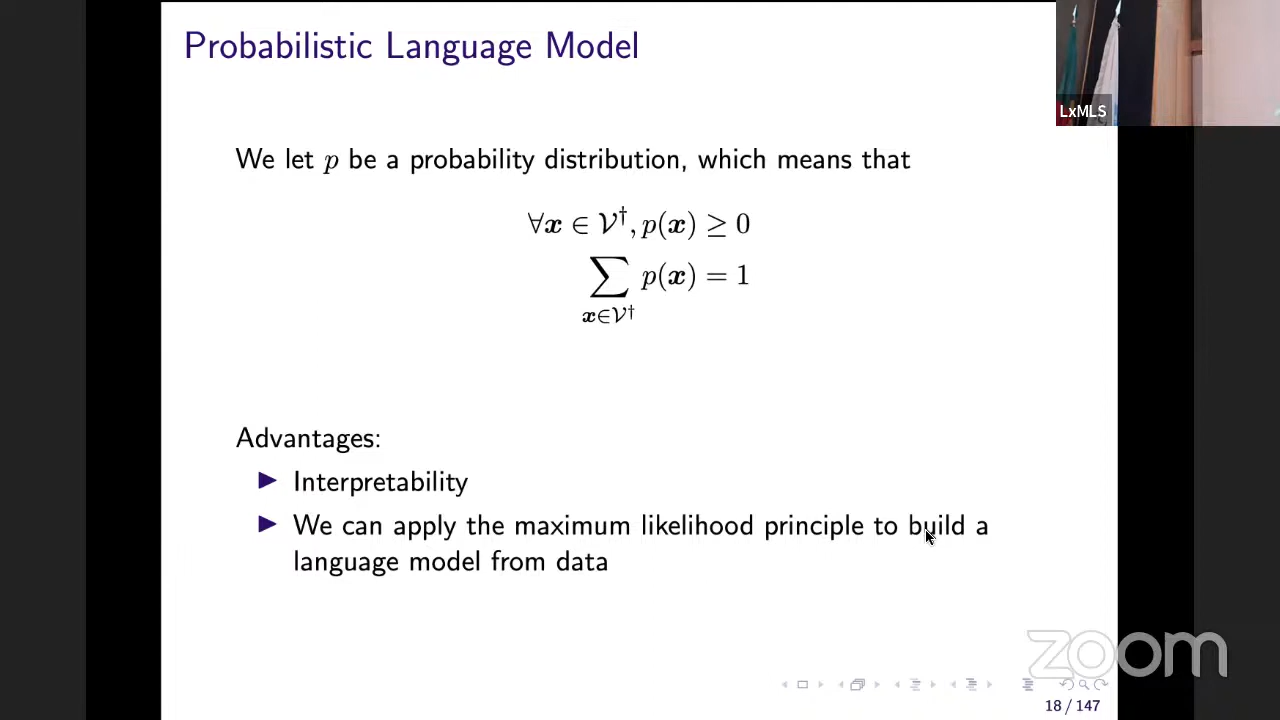 Probabilistic Language Model
LxMLS
We let p be a probability distribution, which means that
∀x ∈ 𝒱†, p(x) ≥ 0
∑ p(x) = 1
x∈𝒱†
Advantages:
▶ Interpretability
▶ We can apply the maximum likelihood principle to build a
language model from data
zoom
18 / 147